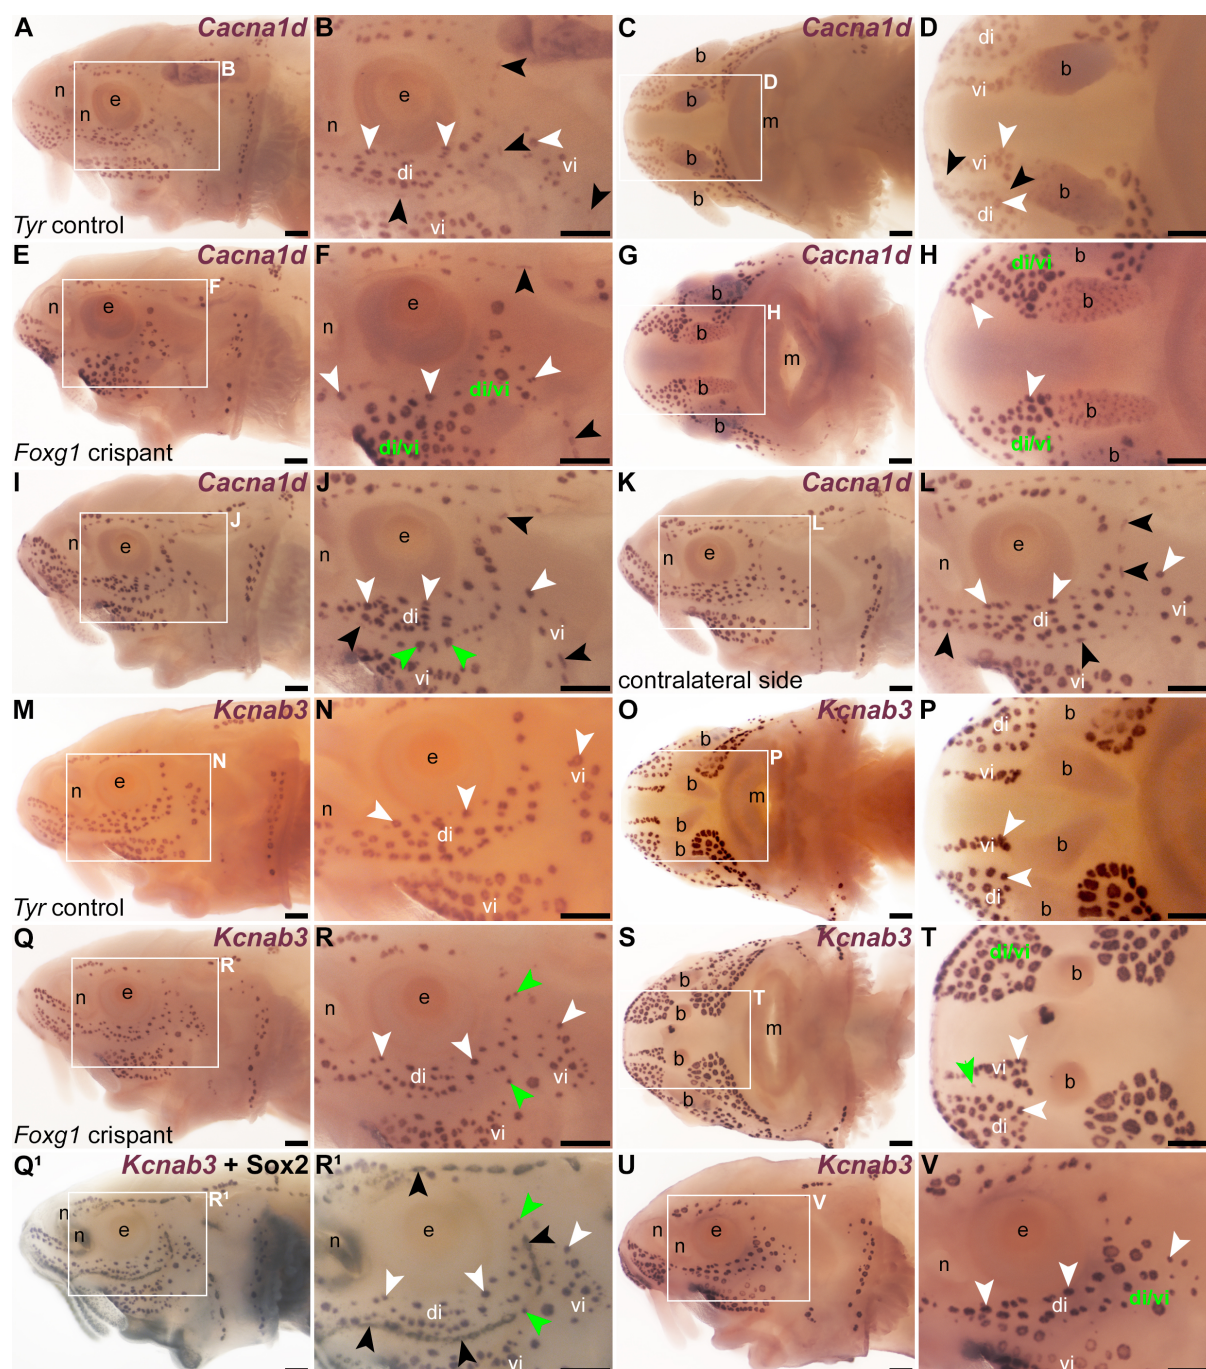 A Cacna1d B C Cacna1d D
n B n e
e n di vi vi
b D b m b b
di b vi vi b di
Tyr control
E Cacna1d F G Cacna1d H
n F e
e n di/vi di/vi
b H b m b b
di/vi b b b di/vi b
Foxg1 crispant
I Cacna1d J K Cacna1d L
n J e
e n di vi vi
n L e
e n di vi vi
contralateral side
M Kcnab3 N O Kcnab3 P
n N e
e n vi di vi
b P b m b b
di b vi b vi b di b
Tyr control
Q Kcnab3 R S Kcnab3 T
n R e
e n di vi vi
b T b m b b
di/vi b vi b di
Foxg1 crispant
Q¹ Kcnab3 + Sox2 R¹ U Kcnab3 V
n R¹ n e
e n di vi vi
n V n e
e n di di/vi vi